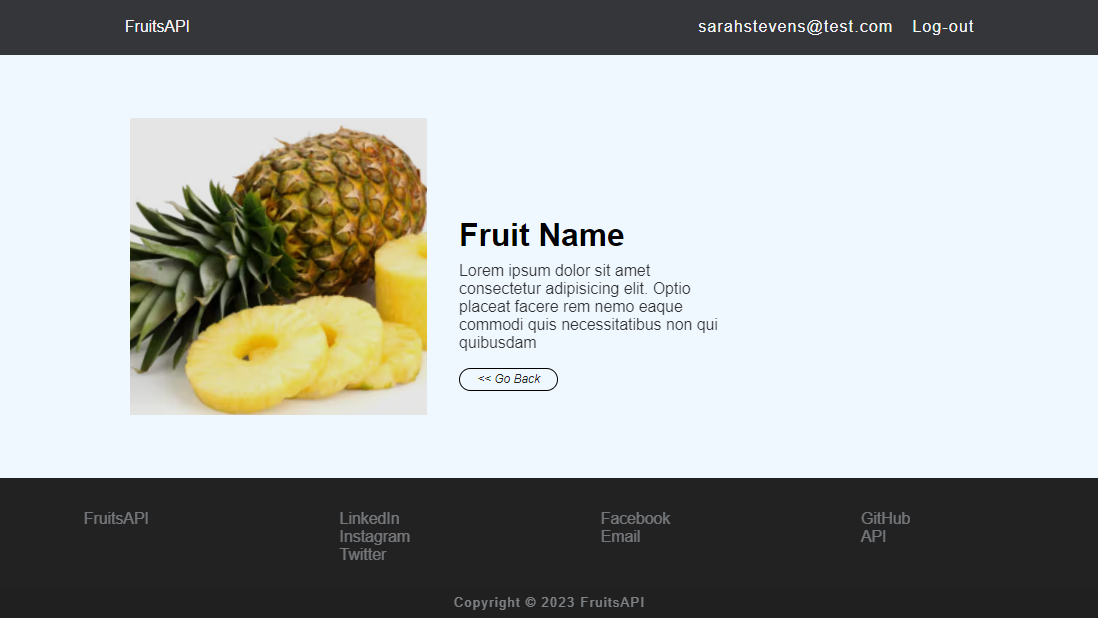 FruitsAPI
sarahstevens@test.com Log-out
Fruit Name
Lorem ipsum dolor sit amet
consectetur adipisicing elit. Optio
placeat facere rem nemo eaque
commodi quis necessitatibus non qui
quibusdam
<< Go Back
FruitsAPI
LinkedIn
Instagram
Twitter
Facebook
Email
GitHub
API
Copyright © 2023 FruitsAPI